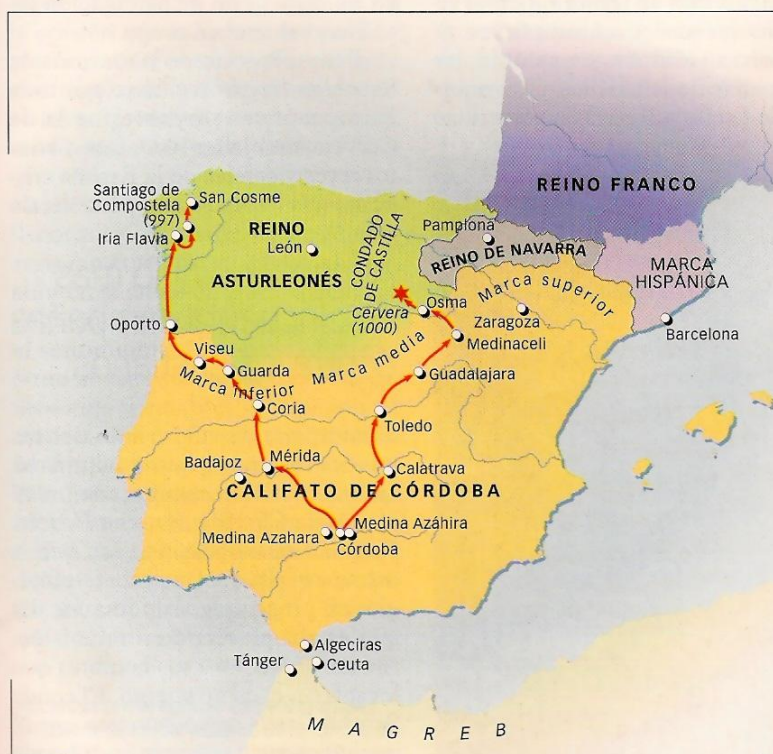 REINO FRANCO
Santiago de
Compostela
(997)
San Cosme
Iria Flavia
REINO
ASTURLEONÉS
León
CONDADO
DE CASTILLA
Pamplona
REINO DE NAVARRA
MARCA
HISPÁNICA
Cervera
(1000)
Osma
Marca superior
Zaragoza
Medinaceli
Barcelona
Oporto
Viseu
Guarda
Marca inferior
Marca media
Guadalajara
Coria
Toledo
Badajoz
Mérida
Calatrava
CALIFATO DE CÓRDOBA
Medina Azahara
Medina Azáhira
Córdoba
Algeciras
Tánger
Ceuta
MAGREB